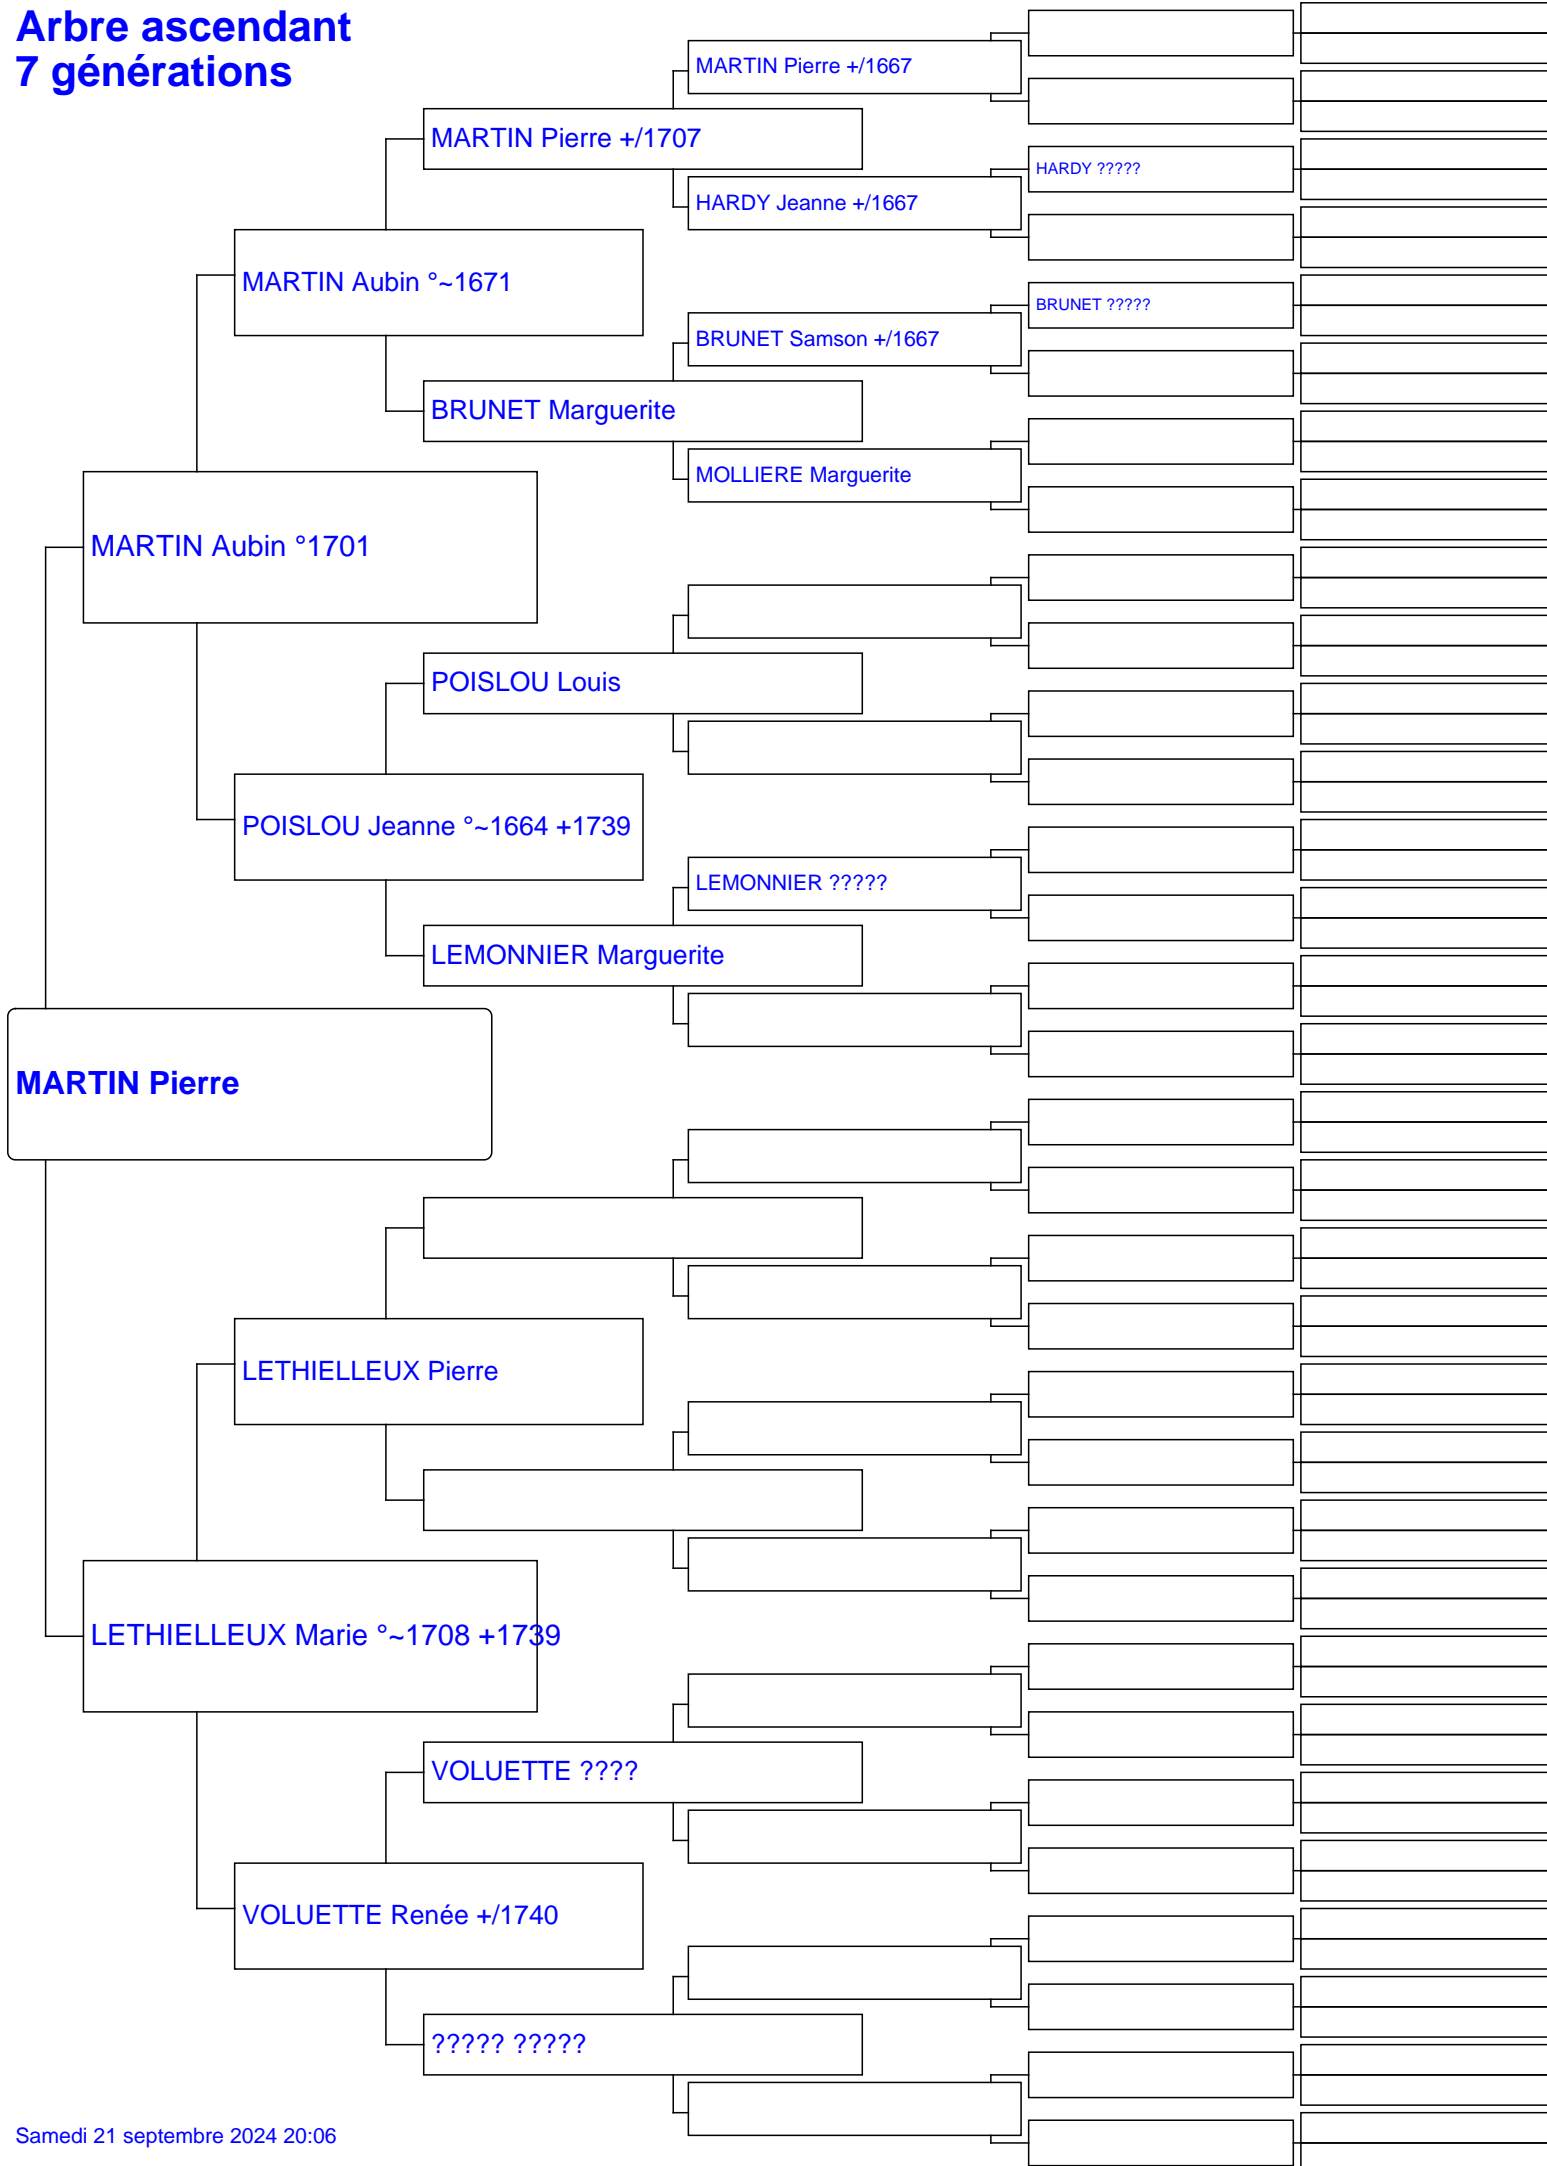 Arbre ascendant
7 générations
MARTIN Pierre +/1667
MARTIN Pierre +/1707
HARDY ?????
HARDY Jeanne +/1667
MARTIN Aubin °~1671
BRUNET ?????
BRUNET Samson +/1667
BRUNET Marguerite
MOLLIERE Marguerite
MARTIN Aubin °1701
POISLOU Louis
POISLOU Jeanne °~1664 +1739
LEMONNIER ?????
LEMONNIER Marguerite
MARTIN Pierre
LETHIELLEUX Pierre
LETHIELLEUX Marie °~1708 +1739
VOLUETTE ????
VOLUETTE Renée +/1740
????? ?????
Samedi 21 septembre 2024 20:06